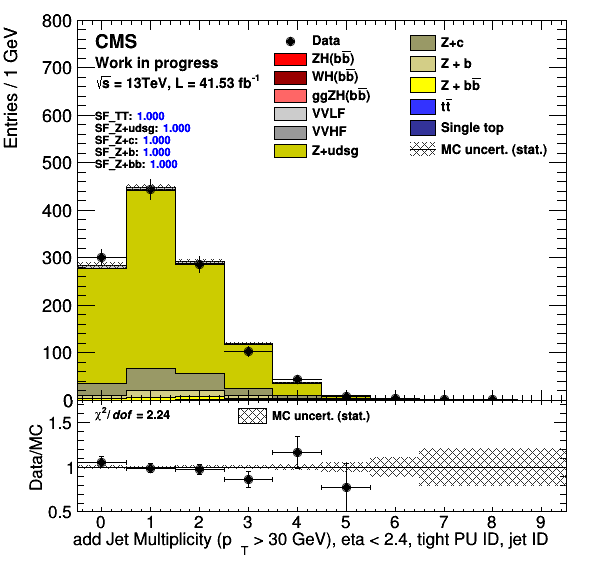 800
700
600
500
400
300
200
100
0
Entries / 1 GeV
CMS
Work in progress
√s = 13TeV, L = 41.53 fb⁻¹
SF_TT: 1.000
SF_Z+udsg: 1.000
SF_Z+c: 1.000
SF_Z+b: 1.000
SF_Z+bb: 1.000
Data
ZH(bb̅)
WH(bb̅)
ggZH(bb̅)
VVLF
VVHF
Z+udsg
Z+c
Z + b
Z + bb̅
tt̅
Single top
MC uncert. (stat.)
χ²/dof = 2.24
MC uncert. (stat.)
1.5
1
0.5
Data/MC
0 1 2 3 4 5 6 7 8 9
add Jet Multiplicity (p_T > 30 GeV), eta < 2.4, tight PU ID, jet ID